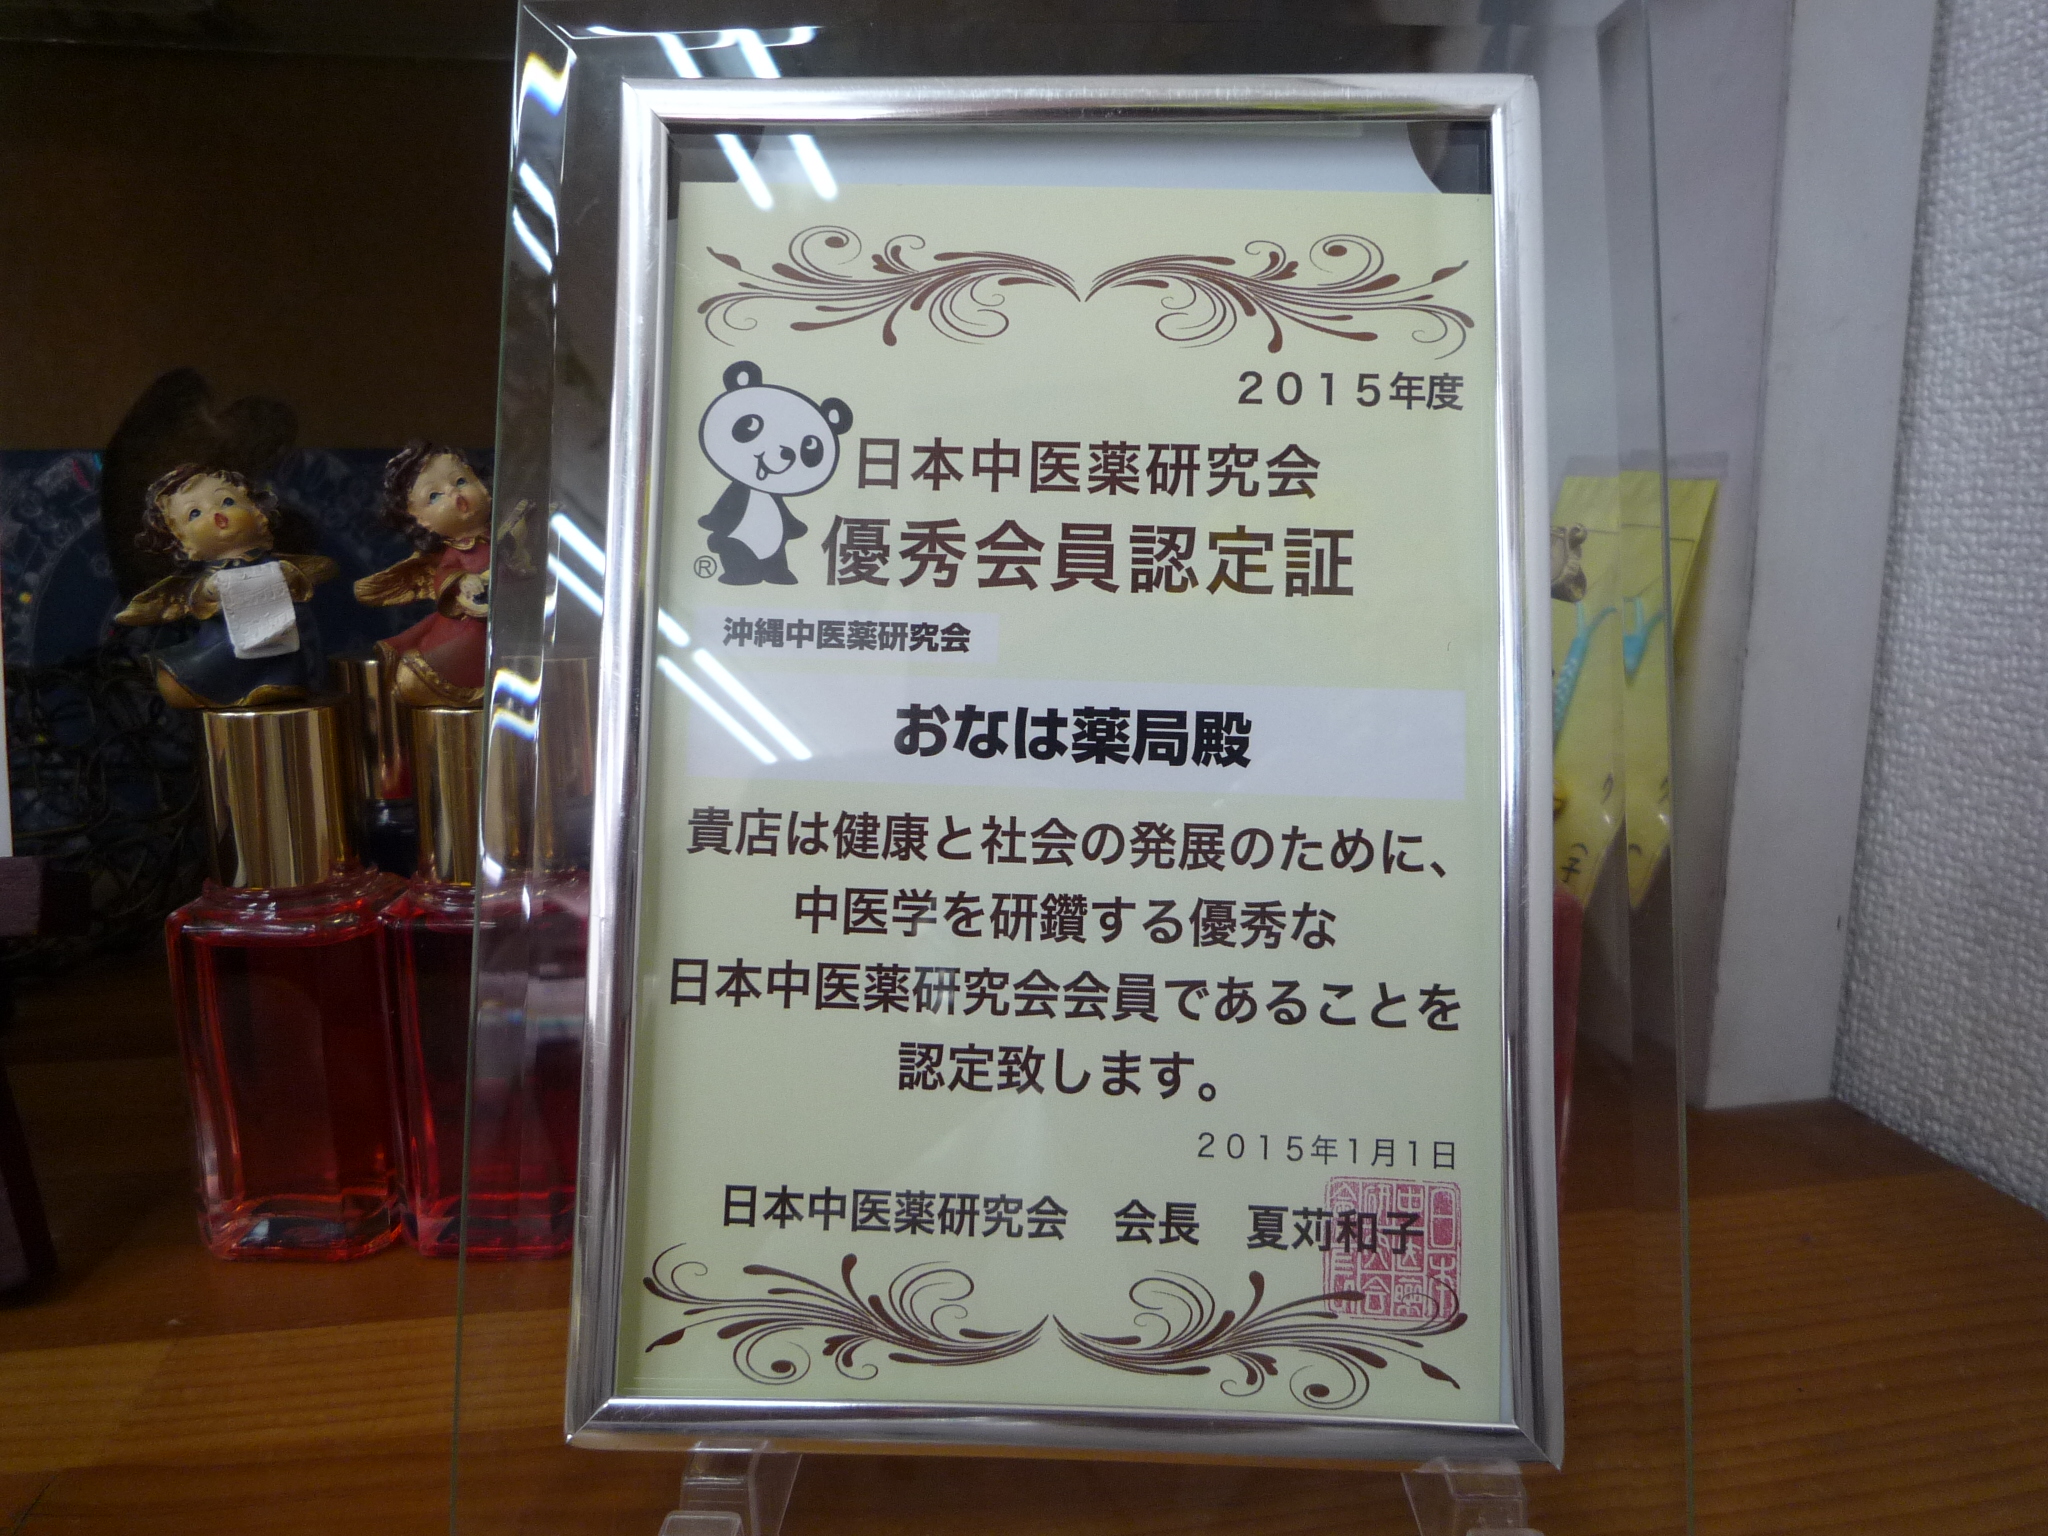 2015年度
日本中医薬研究会
優秀会員認定証
®
沖縄中医薬研究会
おなは薬局殿
貴店は健康と社会の発展のために、
中医学を研鑽する優秀な
日本中医薬研究会会員であることを
認定致します。
2015年1月1日
日本中医薬研究会　会長　夏苅和子